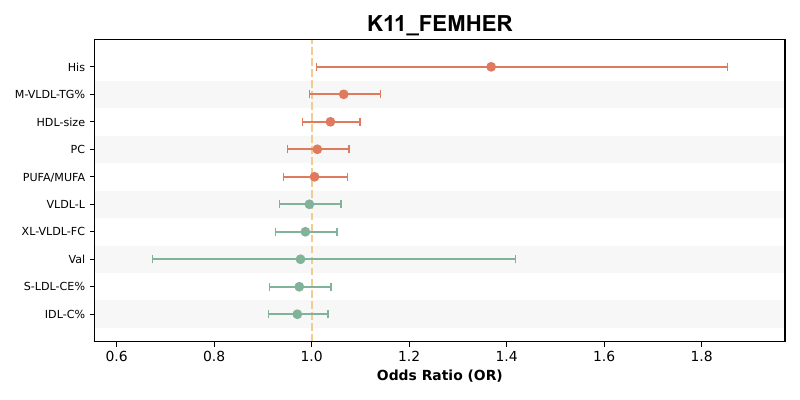 K11_FEMHER
His
M-VLDL-TG%
HDL-size
PC
PUFA/MUFA
VLDL-L
XL-VLDL-FC
Val
S-LDL-CE%
IDL-C%
0.6 0.8 1.0 1.2 1.4 1.6 1.8
Odds Ratio (OR)